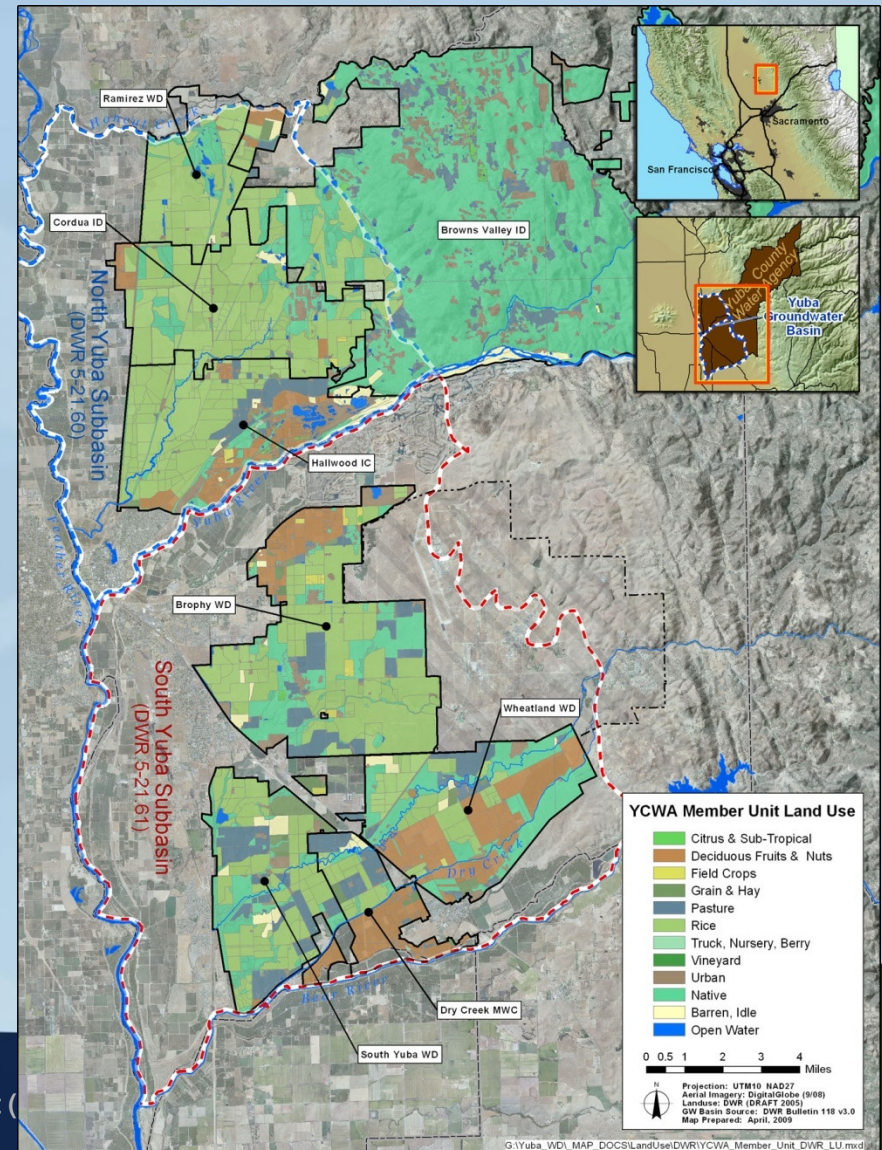 Ramirez WD
Honcut Creek
Cordua ID
Browns Valley ID
North Yuba Subbasin
(DWR 5-21.60)
Hallwood IC
Yuba River
Feather River
Brophy WD
South Yuba Subbasin
(DWR 5-21.61)
Wheatland WD
Dry Creek
Bear River
Dry Creek MWC
South Yuba WD
Sacramento
San Francisco
Yuba County
Water Agency
Yuba
Groundwater
Basin
YCWA Member Unit Land Use
Citrus & Sub-Tropical
Deciduous Fruits & Nuts
Field Crops
Grain & Hay
Pasture
Rice
Truck, Nursery, Berry
Vineyard
Urban
Native
Barren, Idle
Open Water
0 0.5 1 2 3 4
Miles
N
Projection: UTM10 NAD27
Aerial Imagery: DigitalGlobe (9/08)
Landuse: DWR (DRAFT 2005)
GW Basin Source: DWR Bulletin 118 v3.0
Map Prepared: April, 2009
G:\Yuba_WD\_MAP_DOCS\LandUse\DWR\YCWA_Member_Unit_DWR_LU.mxd